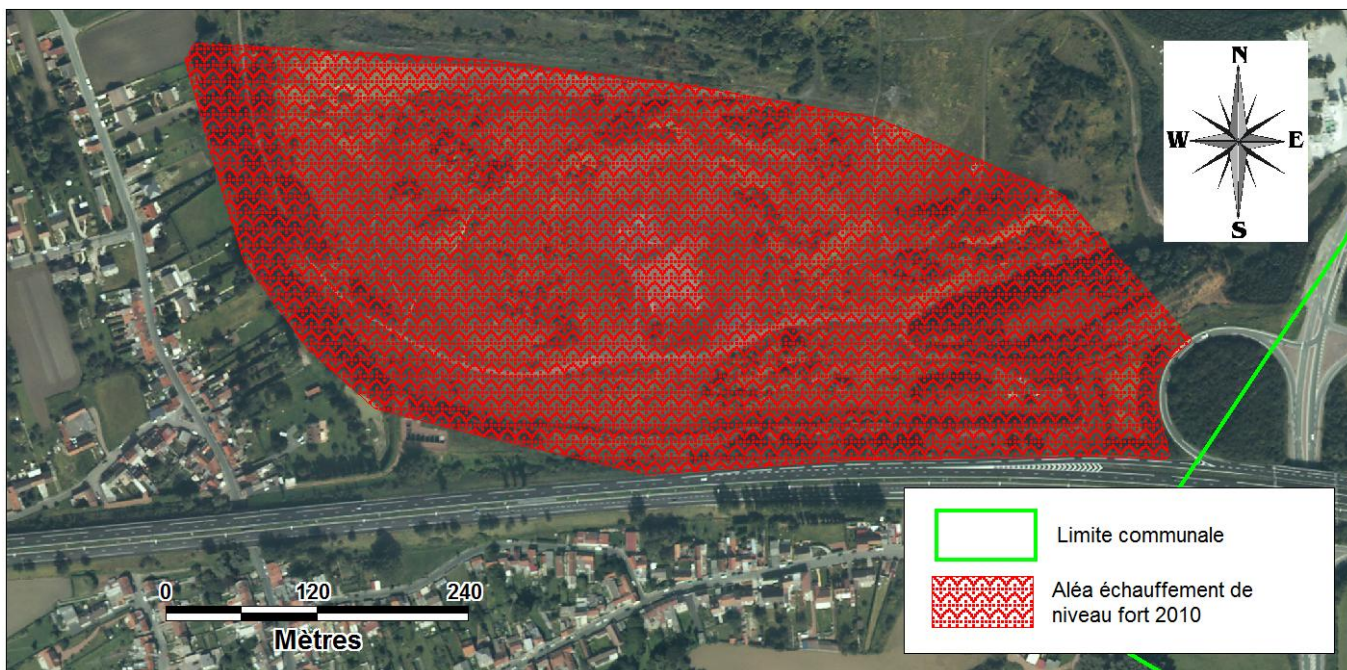 N
W E
S
0 120 240
Mètres
Limite communale
Aléa échauffement de
niveau fort 2010